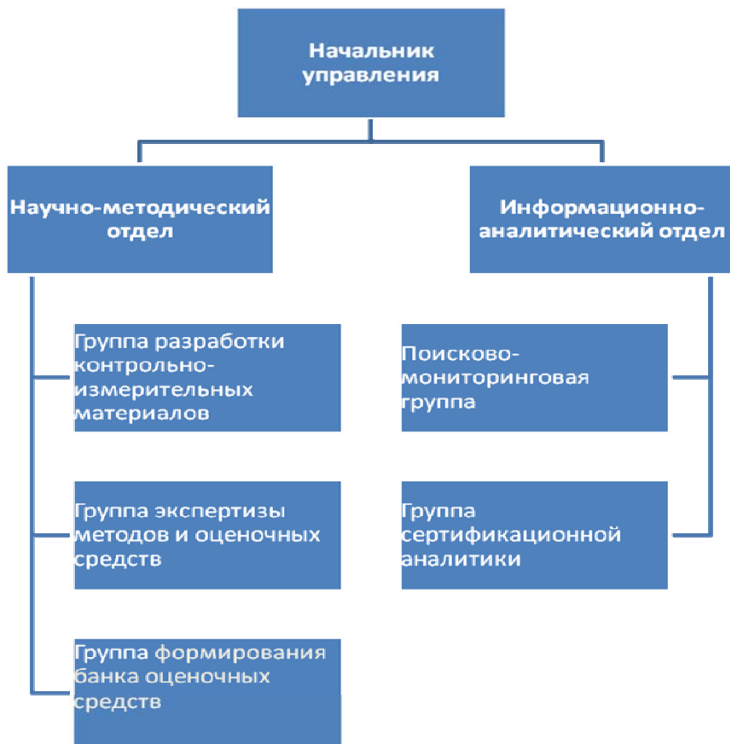 Начальник
управления
Научно-методический
отдел
Информационно-
аналитический отдел
Группа разработки
контрольно-
измерительных
материалов
Поисково-
мониторинговая
группа
Группа экспертизы
методов и оценочных
средств
Группа
сертификационной
аналитики
Группа формирования
банка оценочных
средств